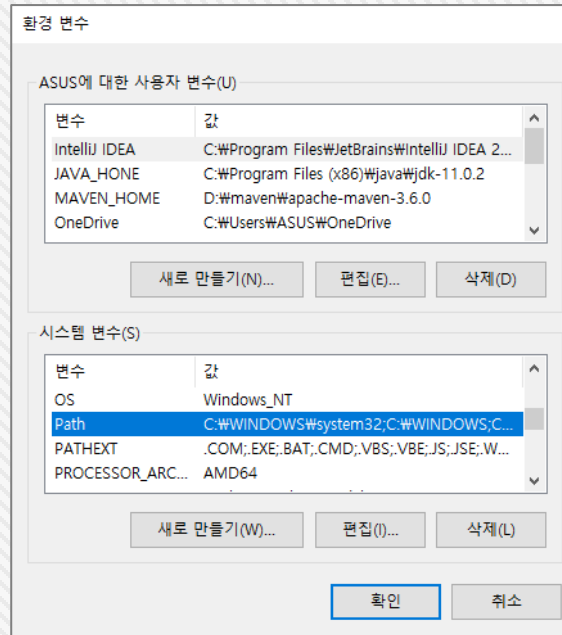 환경 변수
ASUS에 대한 사용자 변수(U)
변수 값
IntelliJ IDEA C:₩Program Files₩JetBrains₩IntelliJ IDEA 2...
JAVA_HONE C:₩Program Files (x86)₩java₩jdk-11.0.2
MAVEN_HOME D:₩maven₩apache-maven-3.6.0
OneDrive C:₩Users₩ASUS₩OneDrive
새로 만들기(N)... 편집(E)... 삭제(D)
시스템 변수(S)
변수 값
OS Windows_NT
Path C:₩WINDOWS₩system32;C:₩WINDOWS;C...
PATHEXT .COM;.EXE;.BAT;.CMD;.VBS;.VBE;.JS;.JSE;.W...
PROCESSOR_ARC... AMD64
새로 만들기(W)... 편집(I)... 삭제(L)
확인 취소